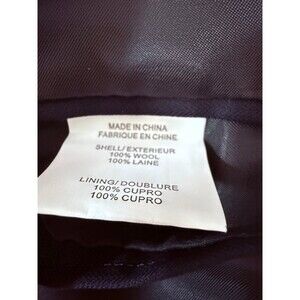 MADE IN CHINA
FABRIQUE EN CHINE
SHELL/EXTERIEUR
100% WOOL
100% LAINE
LINING/DOUBLURE
100% CUPRO
100% CUPRO